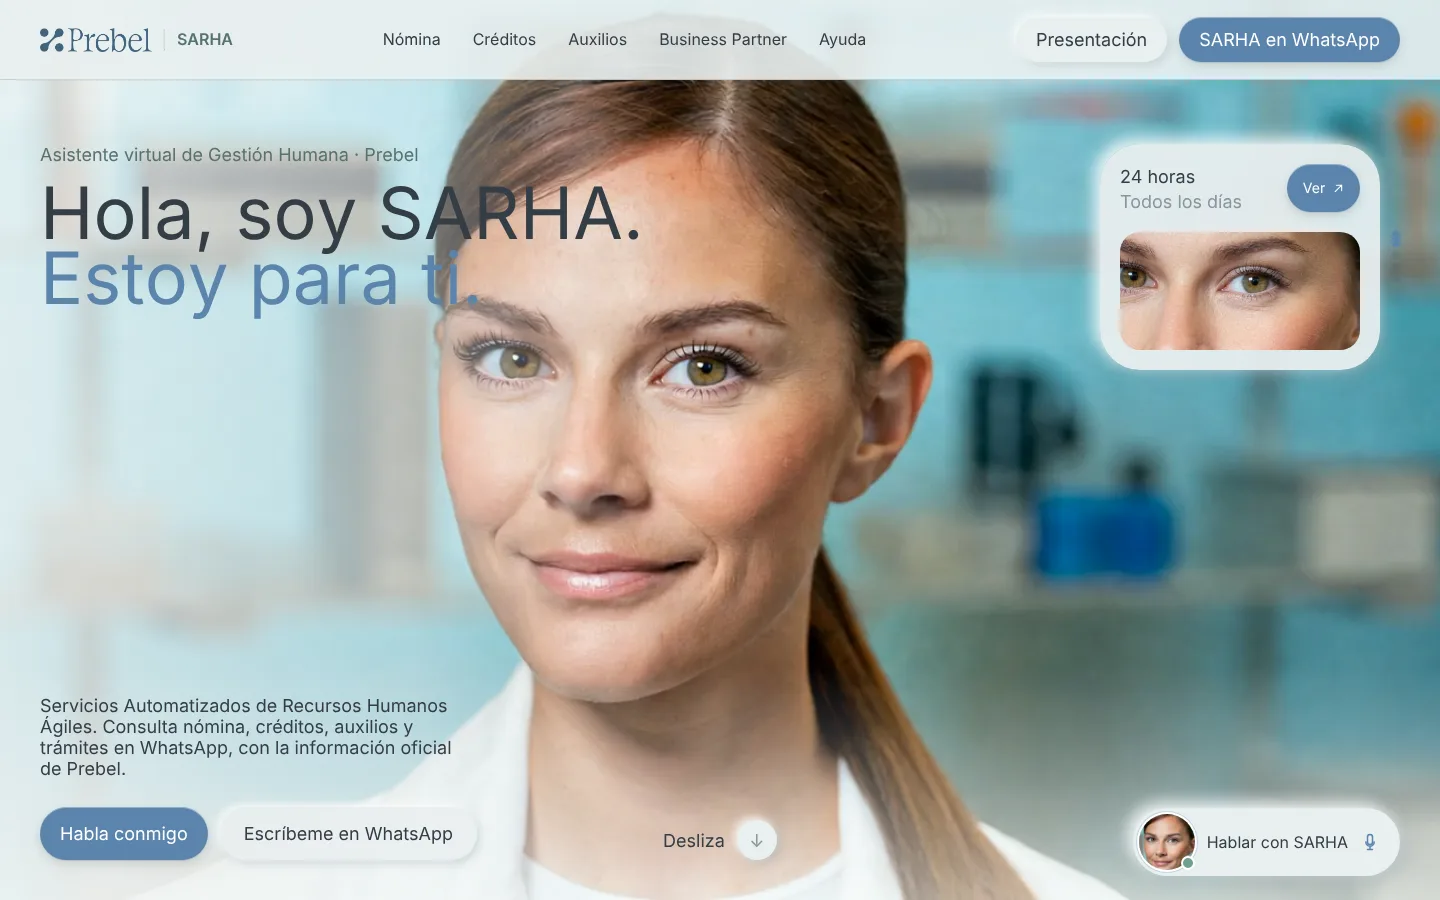 Prebel
SARHA
Nómina
Créditos
Auxilios
Business Partner
Ayuda
Presentación
SARHA en WhatsApp
Asistente virtual de Gestión Humana · Prebel
Hola, soy SARHA.
Estoy para ti.
24 horas
Todos los días
Ver
Servicios Automatizados de Recursos Humanos
Ágiles. Consulta nómina, créditos, auxilios y
trámites en WhatsApp, con la información oficial
de Prebel.
Habla conmigo
Escríbeme en WhatsApp
Desliza
Hablar con SARHA